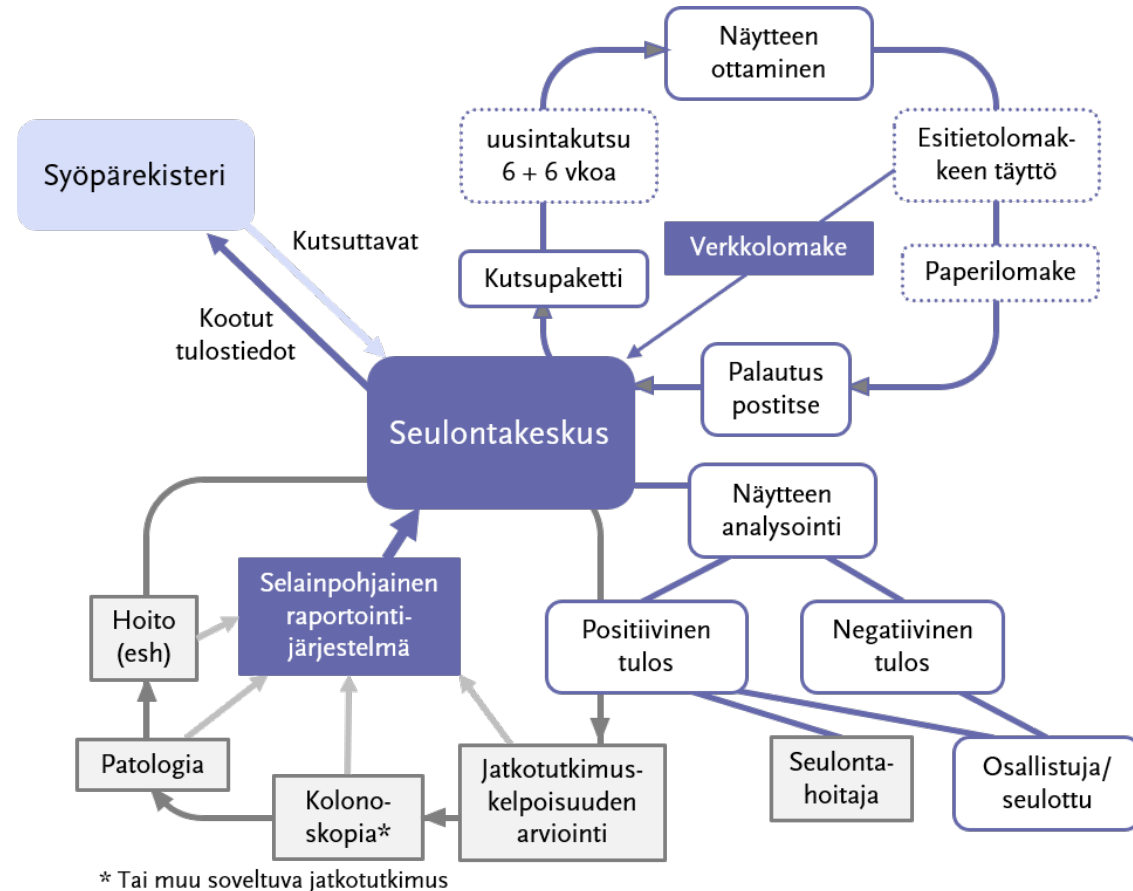 Näytteen
ottaminen
uusintakutsu
6 + 6 vkoa
Esitietolomak-
keen täyttö
Syöpärekisteri
Kutsuttavat
Verkkolomake
Kutsupaketti
Paperilomake
Kootut
tulostiedot
Palautus
postitse
Seulontakeskus
Näytteen
analysointi
Selainpohjainen
raportointi-
järjestelmä
Hoito
(esh)
Positiivinen
tulos
Negatiivinen
tulos
Patologia
Kolono-
skopia*
Jatkotutkimus-
kelpoisuuden
arviointi
Seulonta-
hoitaja
Osallistuja/
seulottu
* Tai muu soveltuva jatkotutkimus